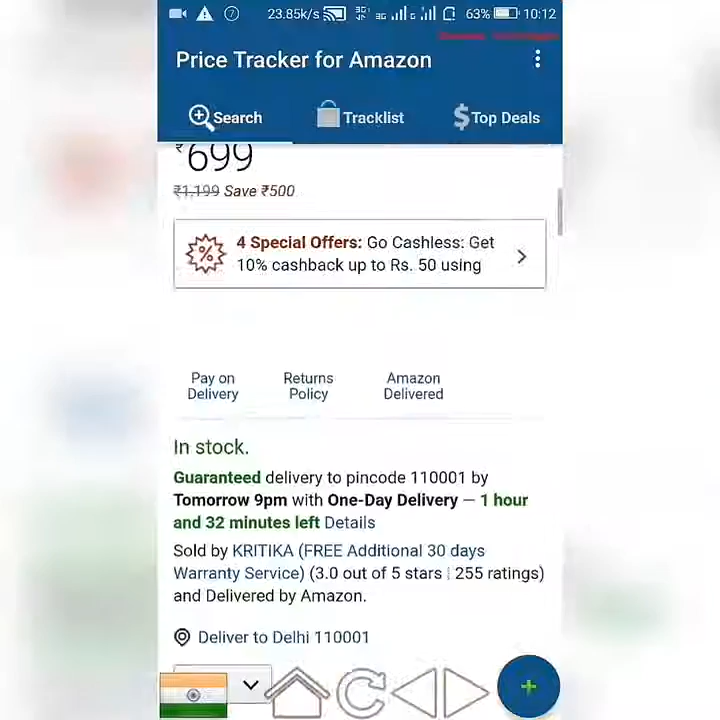 23.85k/s 63% 10:12
Price Tracker for Amazon
Search Tracklist Top Deals
₹699
₹1,199 Save ₹500
4 Special Offers: Go Cashless: Get
10% cashback up to Rs. 50 using
Pay on Delivery
Returns Policy
Amazon Delivered
In stock.
Guaranteed delivery to pincode 110001 by
Tomorrow 9pm with One-Day Delivery — 1 hour
and 32 minutes left Details
Sold by KRITIKA (FREE Additional 30 days
Warranty Service) (3.0 out of 5 stars | 255 ratings)
and Delivered by Amazon.
Deliver to Delhi 110001